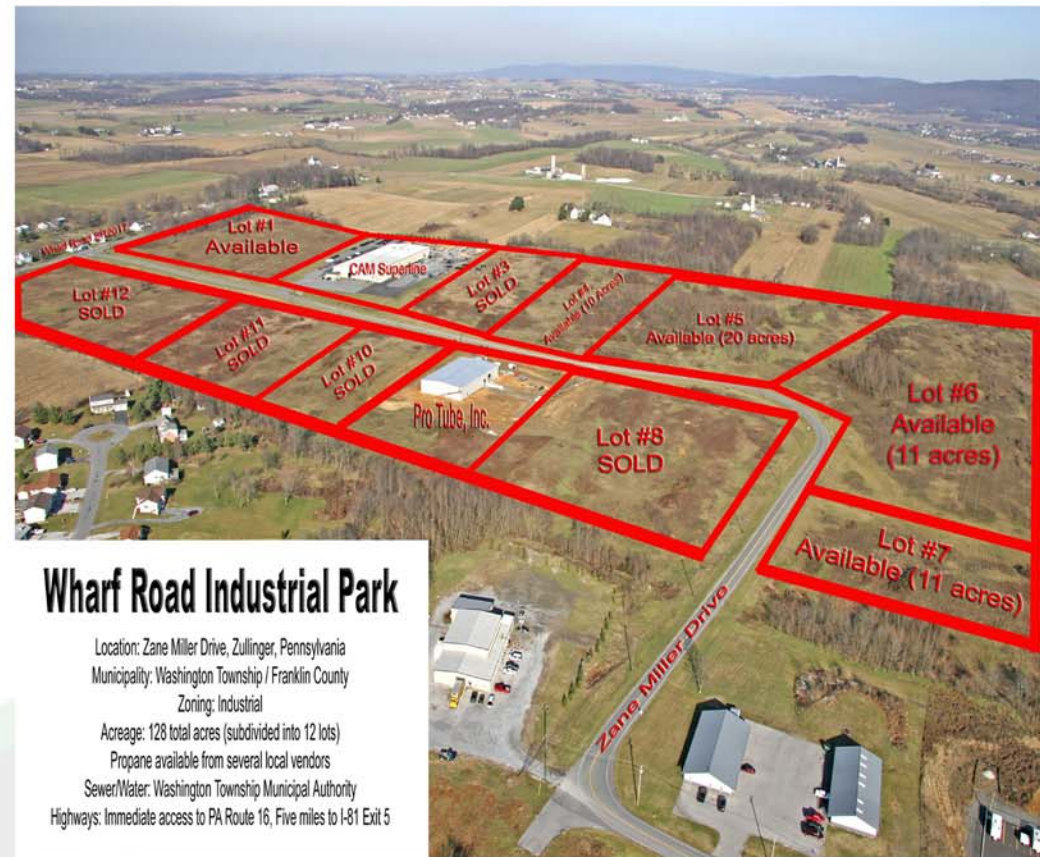 Wharf Road
Lot #1
Available
CAM Superline
Lot #3
SOLD
Lot #4
Available (10 Acres)
Lot #5
Available (20 acres)
Lot #6
Available
(11 acres)
Lot #12
SOLD
Lot #11
SOLD
Lot #10
SOLD
Pro Tube, Inc.
Lot #8
SOLD
Lot #7
Available (11 acres)
Zane Miller Drive
Wharf Road Industrial Park
Location: Zane Miller Drive, Zullinger, Pennsylvania
Municipality: Washington Township / Franklin County
Zoning: Industrial
Acreage: 128 total acres (subdivided into 12 lots)
Propane available from several local vendors
Sewer/Water: Washington Township Municipal Authority
Highways: Immediate access to PA Route 16, Five miles to I-81 Exit 5